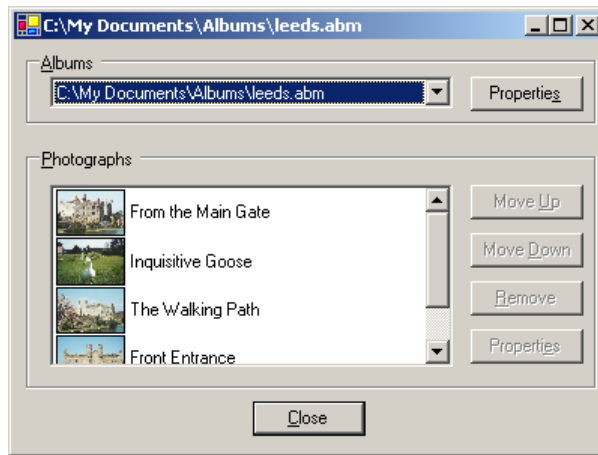 C:\My Documents\Albums\leeds.abm
Albums
C:\My Documents\Albums\leeds.abm
Properties
Photographs
From the Main Gate
Inquisitive Goose
The Walking Path
Front Entrance
Move Up
Move Down
Remove
Properties
Close